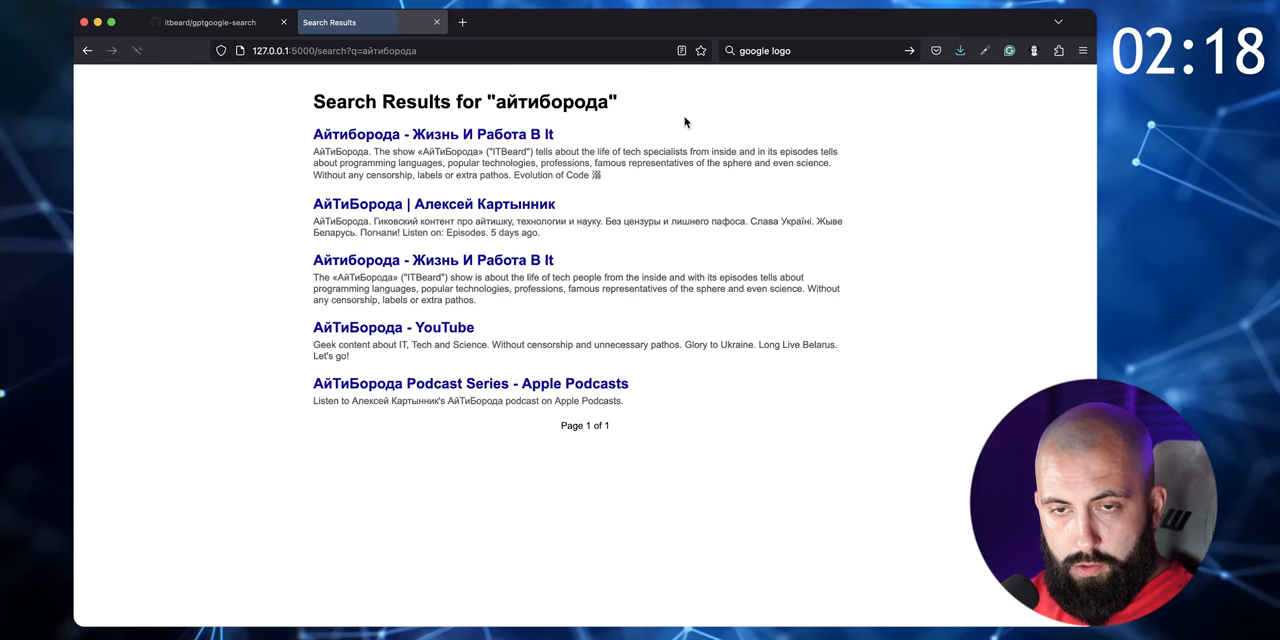 itbeard/gptgoogle-search
Search Results
02:18
127.0.0.1:5000/search?q=айтиборода
google logo
Search Results for "айтиборода"
Айтиборода - Жизнь И Работа В It
АйТиБорода. The show «АйТиБорода» ("ITBeard") tells about the life of tech specialists from inside and in its episodes tells
about programming languages, popular technologies, professions, famous representatives of the sphere and even science.
Without any censorship, labels or extra pathos. Evolution of Code
АйТиБорода | Алексей Картынник
АйТиБорода. Гиковский контент про айтишку, технологии и науку. Без цензуры и лишнего пафоса. Слава Україні. Жыве
Беларусь. Погнали! Listen on: Episodes. 5 days ago.
Айтиборода - Жизнь И Работа В It
The «АйТиБорода» ("ITBeard") show is about the life of tech people from the inside and with its episodes tells about
programming languages, popular technologies, professions, famous representatives of the sphere and even science. Without
any censorship, labels or extra pathos.
АйТиБорода - YouTube
Geek content about IT, Tech and Science. Without censorship and unnecessary pathos. Glory to Ukraine. Long Live Belarus.
Let's go!
АйТиБорода Podcast Series - Apple Podcasts
Listen to Алексей Картынник's АйТиБорода podcast on Apple Podcasts.
Page 1 of 1